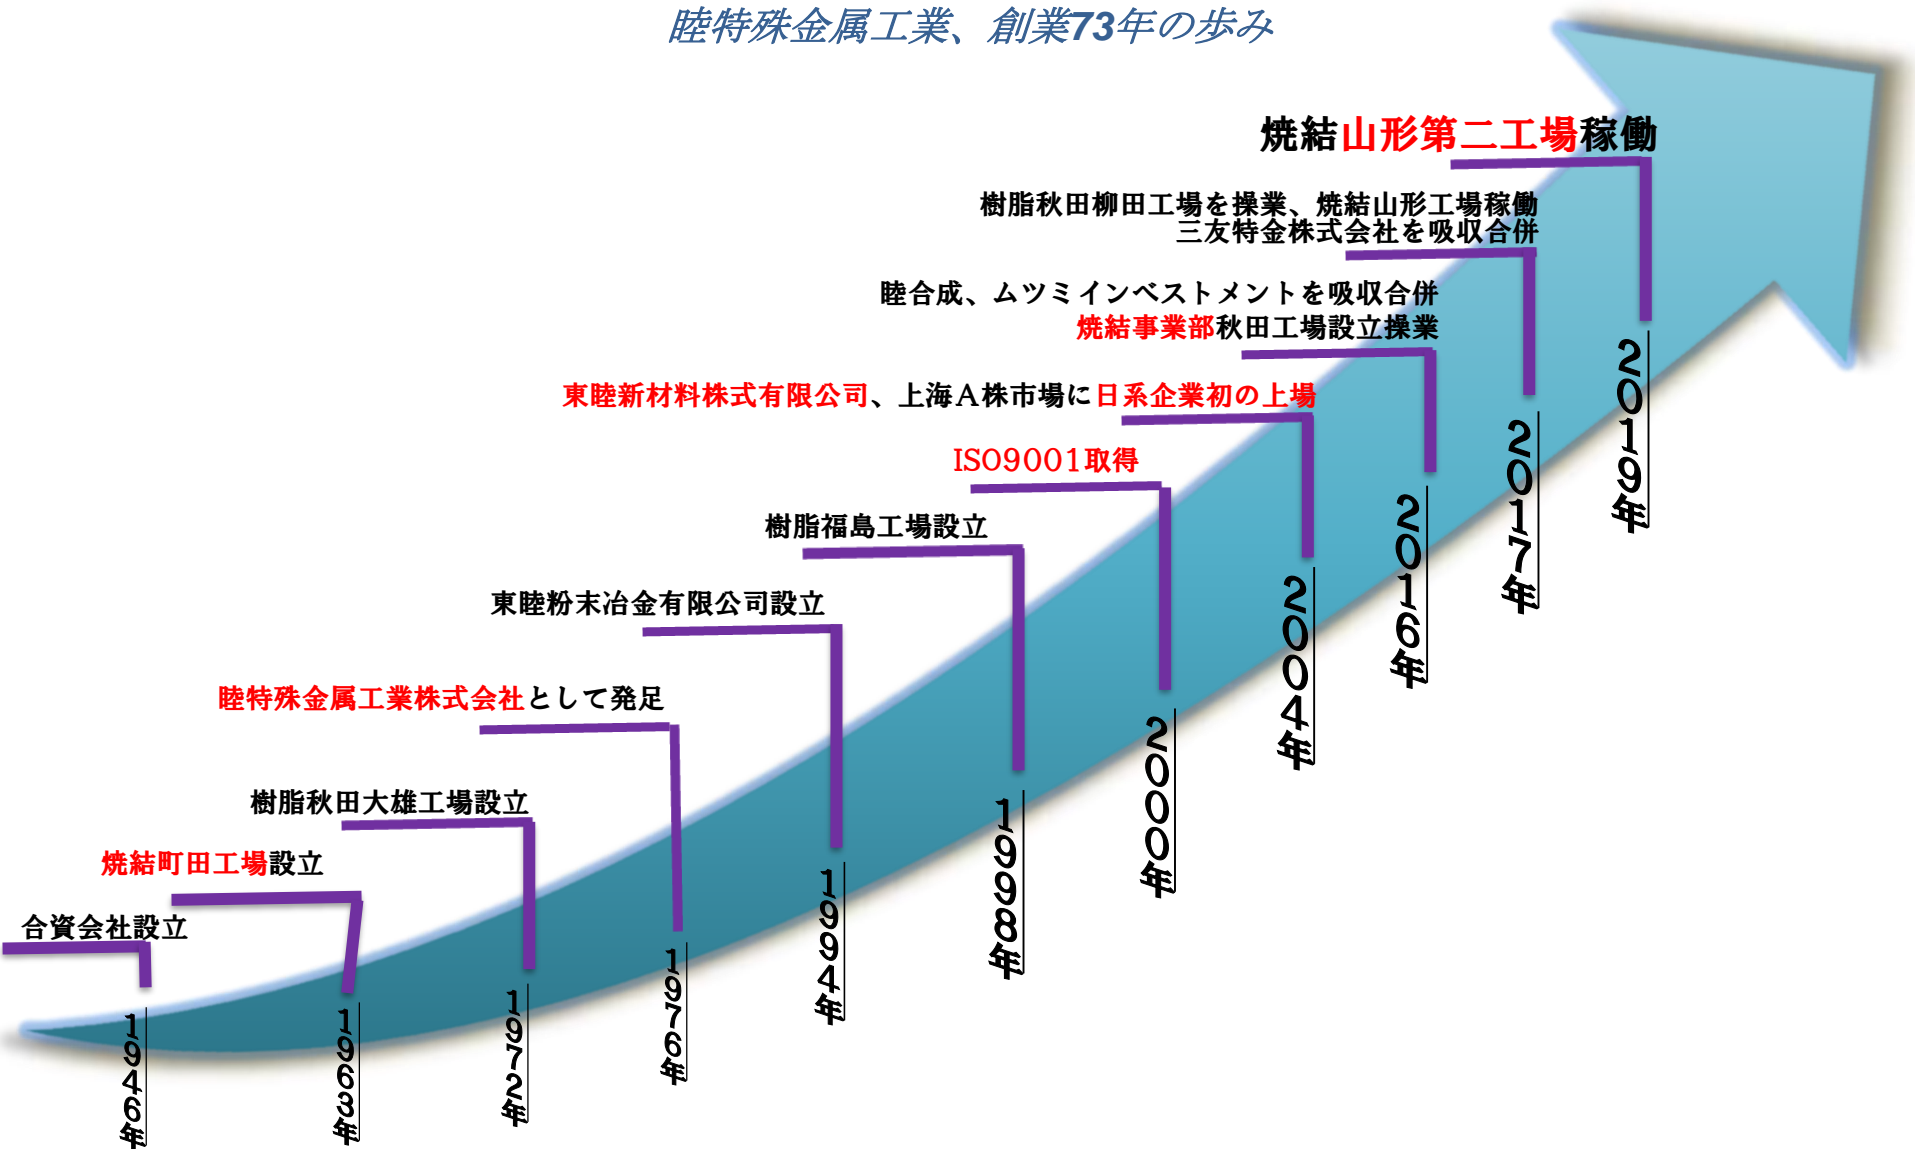 睦特殊金属工業、創業73年の歩み
焼結山形第二工場稼働
樹脂秋田柳田工場を操業、焼結山形工場稼働
三友特金株式会社を吸収合併
睦合成、ムツミインベストメントを吸収合併
焼結事業部秋田工場設立操業
東睦新材料株式有限公司、上海A株市場に日系企業初の上場
ISO9001取得
樹脂福島工場設立
東睦粉末冶金有限公司設立
睦特殊金属工業株式会社として発足
樹脂秋田大雄工場設立
焼結町田工場設立
合資会社設立
1946年
1963年
1972年
1976年
1994年
1998年
2000年
2004年
2016年
2017年
2019年